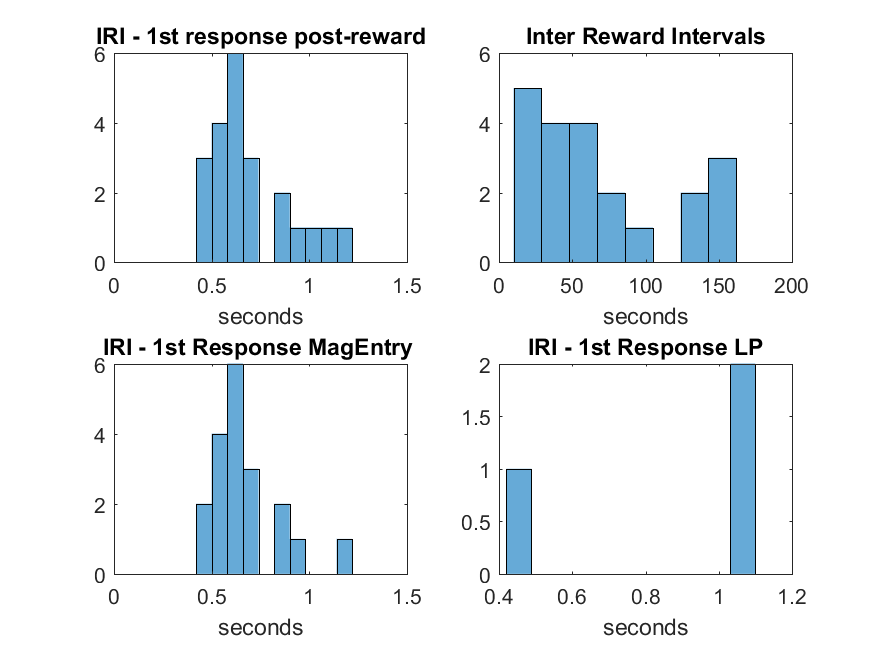 IRI - 1st response post-reward
6
4
2
0
0 0.5 1 1.5
seconds
Inter Reward Intervals
6
4
2
0
0 50 100 150 200
seconds
IRI - 1st Response MagEntry
6
4
2
0
0 0.5 1 1.5
seconds
IRI - 1st Response LP
2
1.5
1
0.5
0
0.4 0.6 0.8 1 1.2
seconds